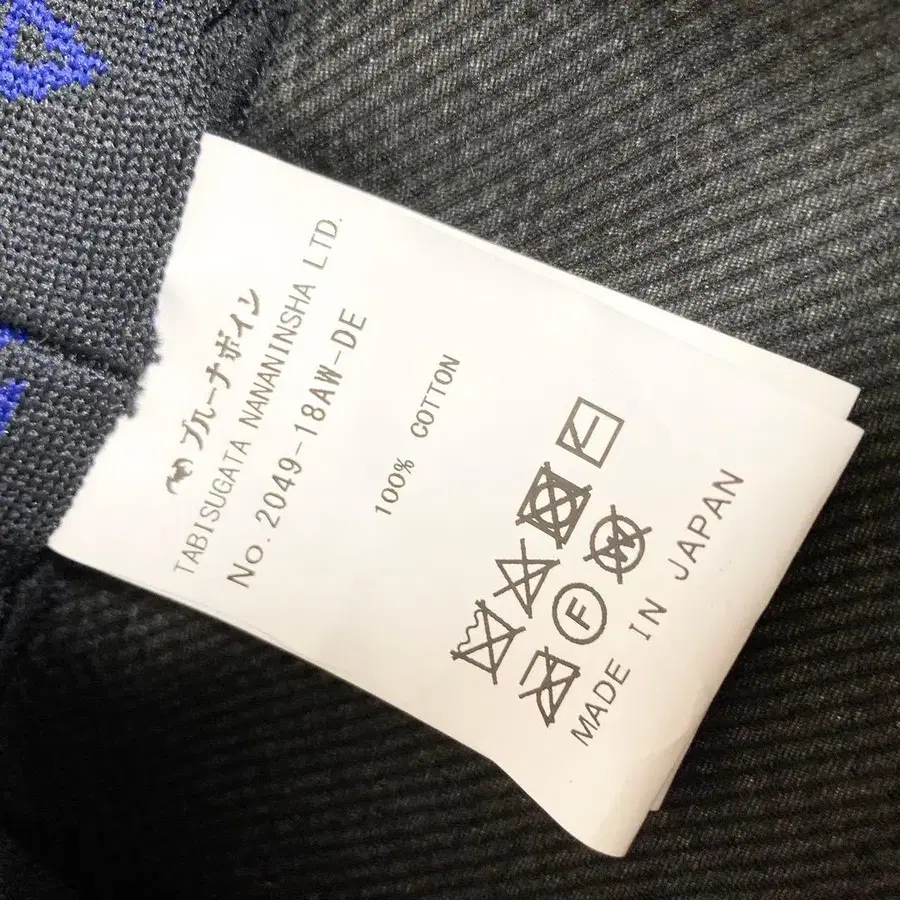 ブルーナボイン
TABISUGATA NANANINSHA LTD.
No.2049-18AW-DE
100% COTTON
F
W
MADE IN JAPAN